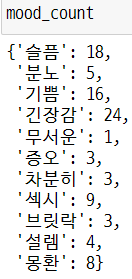 mood_count
{'슬픔': 18,
'분노': 5,
'기쁨': 16,
'긴장감': 24,
'무서운': 1,
'증오': 3,
'차분히': 3,
'섹시': 9,
'브릿락': 3,
'설렘': 4,
'몽환': 8}